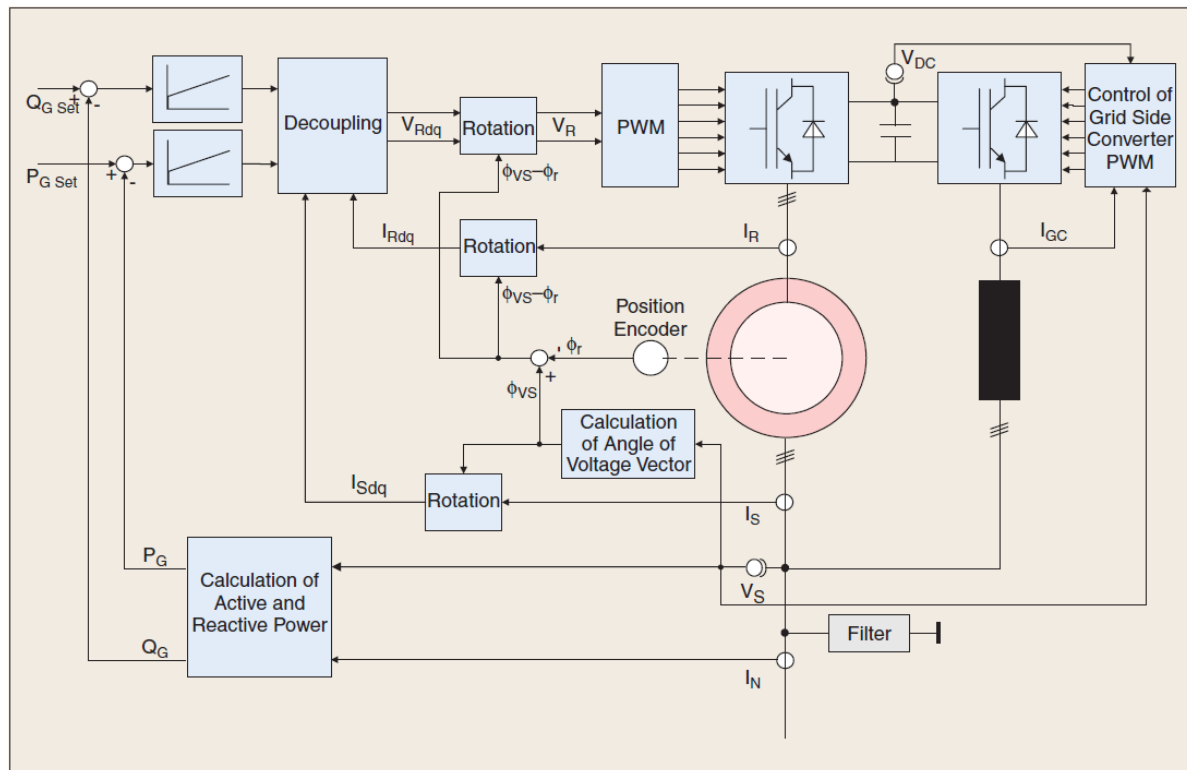 Q_G Set
+
-
P_G Set
+
-
Decoupling
V_Rdq
Rotation
V_R
PWM
V_DC
Control of
Grid Side
Converter
PWM
ϕ_VS–ϕ_r
I_Rdq
Rotation
I_R
I_GC
ϕ_VS–ϕ_r
Position
Encoder
' ϕ_r
+
ϕ_VS
Calculation
of Angle of
Voltage Vector
I_Sdq
Rotation
I_S
P_G
Calculation of
Active and
Reactive Power
V_S
Filter
Q_G
I_N